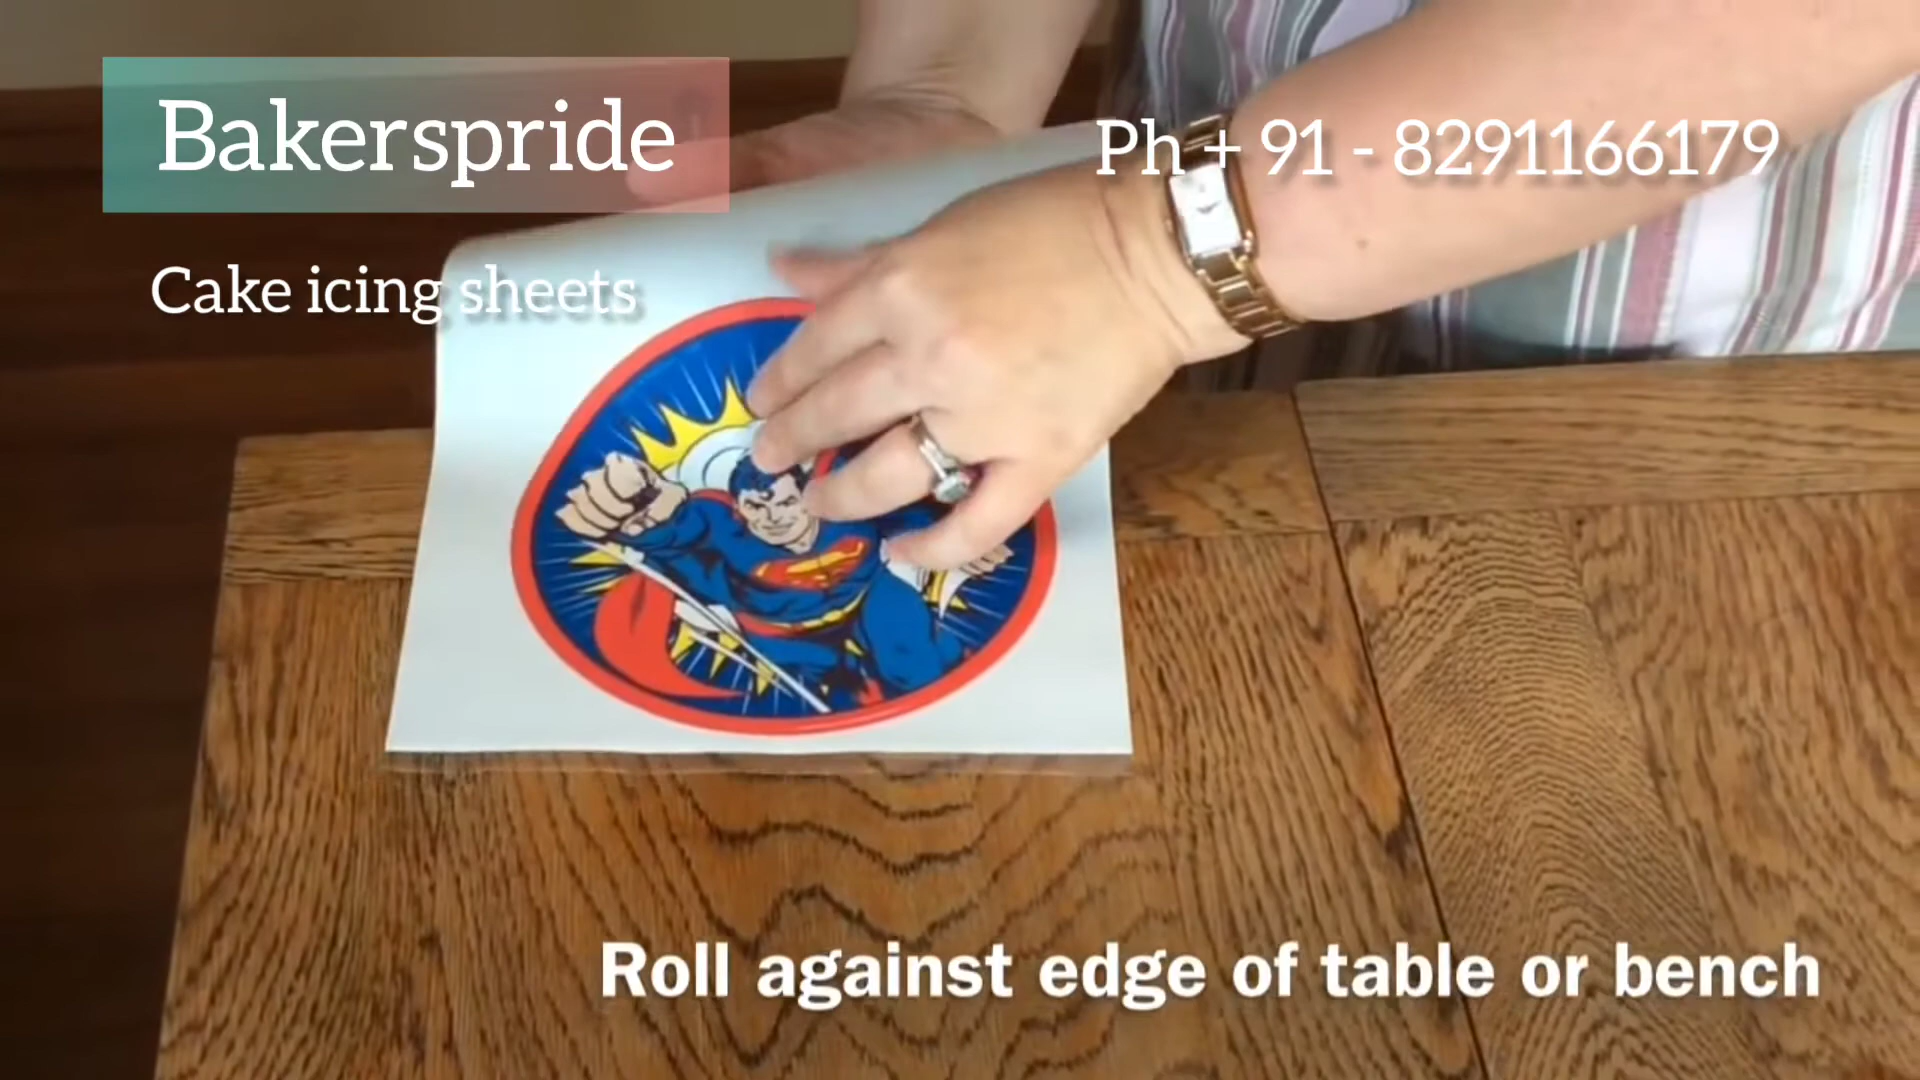 Bakerspride
Ph + 91 - 8291166179
Cake icing sheets
Roll against edge of table or bench